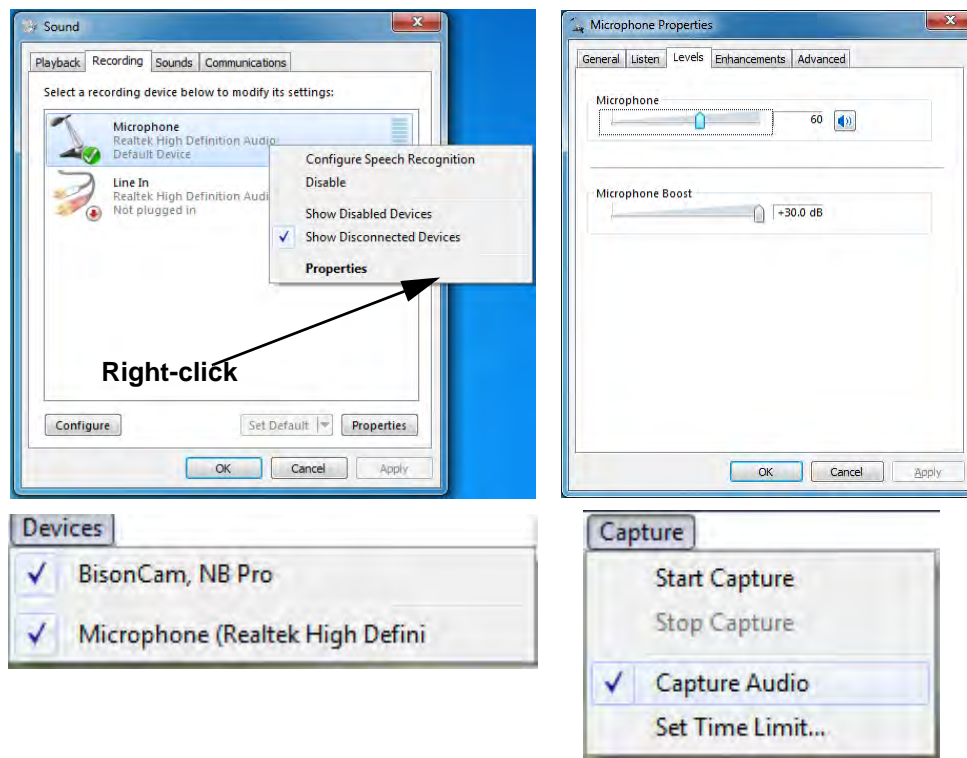 Sound
Playback Recording Sounds Communications
Select a recording device below to modify its settings:
Microphone
Realtek High Definition Audio
Default Device
Line In
Realtek High Definition Audi
Not plugged in
Configure Speech Recognition
Disable
Show Disabled Devices
Show Disconnected Devices
Properties
Right-click
Configure Set Default Properties
OK Cancel Apply
Microphone Properties
General Listen Levels Enhancements Advanced
Microphone
60
Microphone Boost
+30.0 dB
OK Cancel Apply
Devices
BisonCam, NB Pro
Microphone (Realtek High Defini
Capture
Start Capture
Stop Capture
Capture Audio
Set Time Limit...